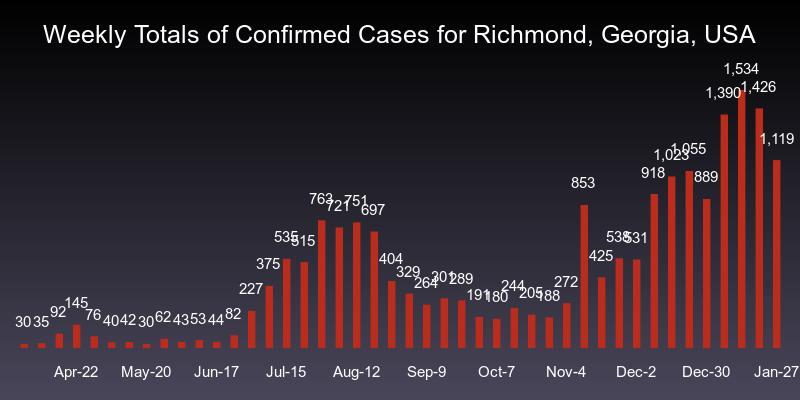 Weekly Totals of Confirmed Cases for Richmond, Georgia, USA
30 35 92 145 76 40 42 30 62 43 53 44 82 227 375 535 515 763 721 751 697 404 329 264 301 289 191 180 244 205 188 272 853 425 538 531 918 1,023 1,055 889 1,390 1,534 1,426 1,119
Apr-22 May-20 Jun-17 Jul-15 Aug-12 Sep-9 Oct-7 Nov-4 Dec-2 Dec-30 Jan-27